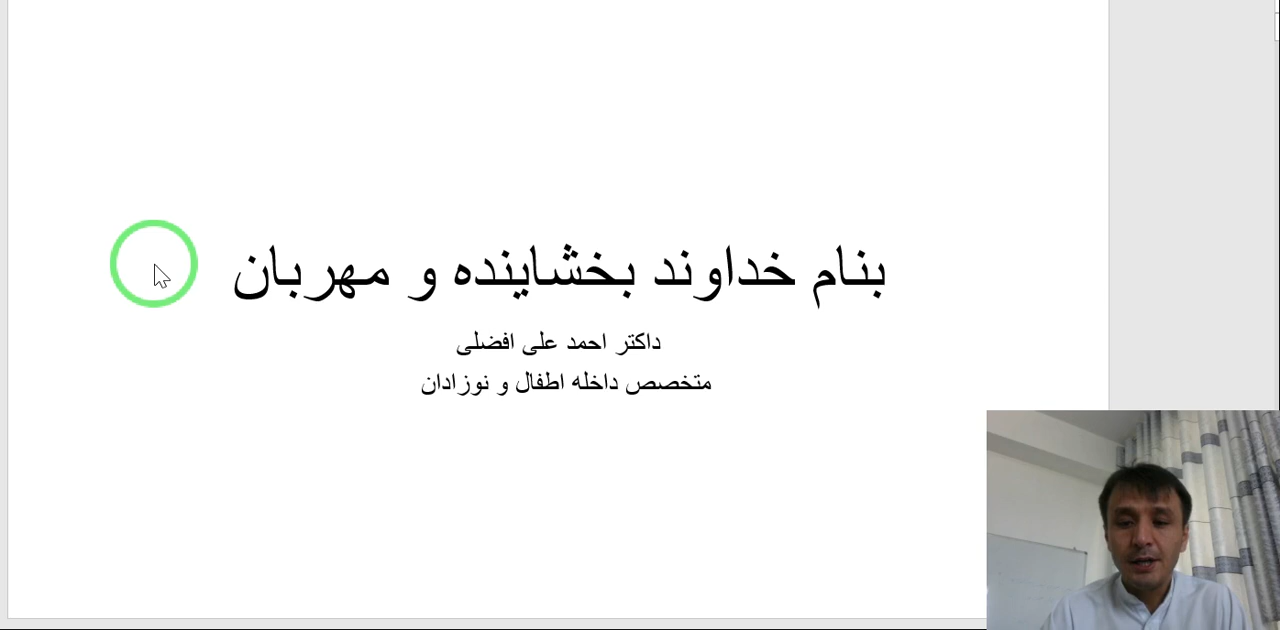 بنام خداوند بخشاینده و مهربان
داکتر احمد علی افضلی
متخصص داخله اطفال و نوزادان